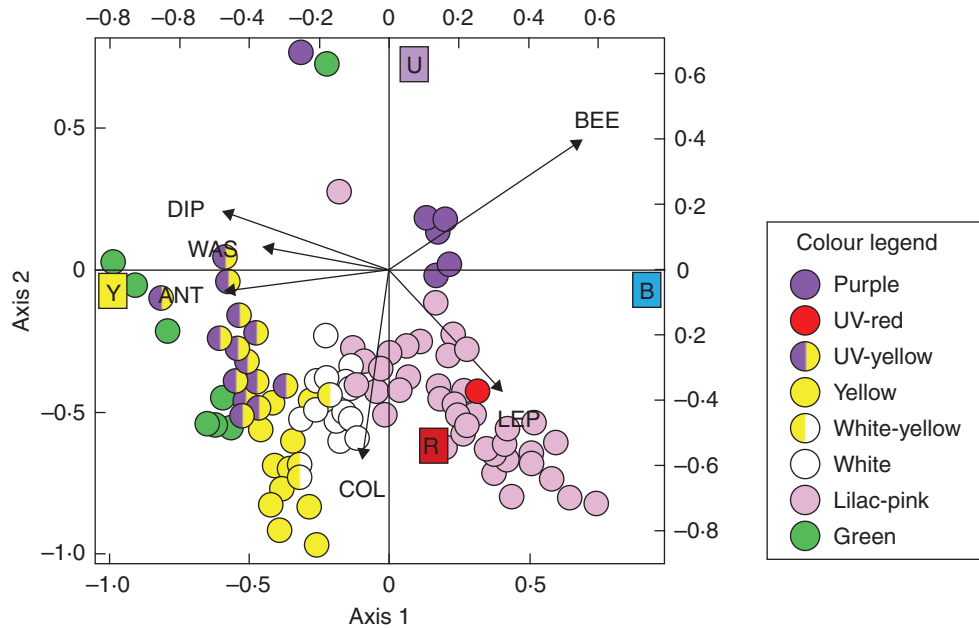 −0·8 −0·8 −0·4 −0·2 0 0·2 0·4 0·6
U
0·6
BEE
0·5
0·4
DIP
0·2
WAS
0 0
Y ANT B
Axis 2
0·2
−0·4
−0·5
LEP
R
COL
−0·6
−0·8
−1.0
−1.0 −0·5 0 0·5
Axis 1
Colour legend
Purple
UV-red
UV-yellow
Yellow
White-yellow
White
Lilac-pink
Green